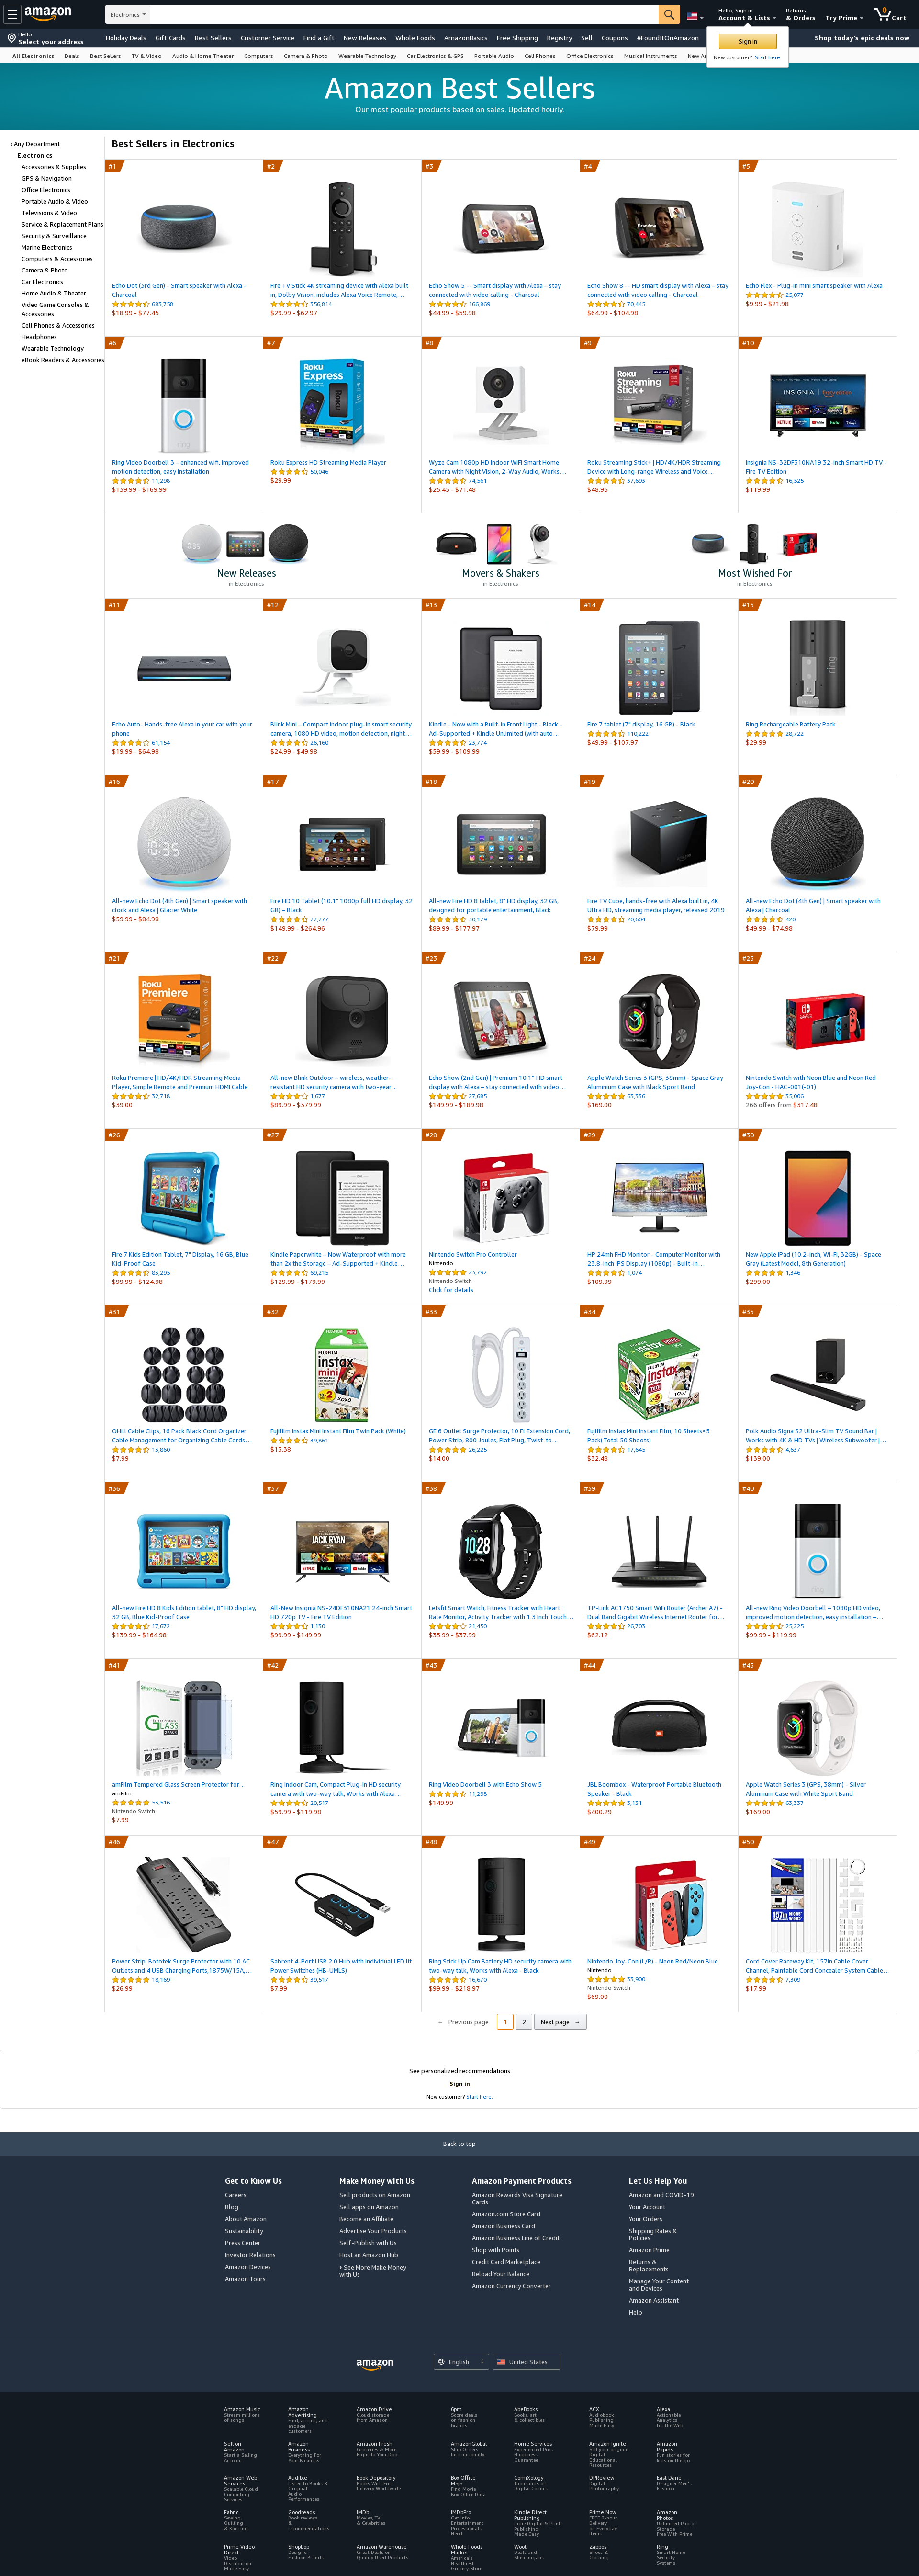 amazon
Electronics
Hello, Sign in
Account & Lists
Returns
& Orders
Try Prime
0
Cart
Hello
Select your address
Holiday Deals Gift Cards Best Sellers Customer Service Find a Gift New Releases Whole Foods AmazonBasics Free Shipping Registry Sell Coupons #FoundItOnAmazon
Shop today's epic deals now
Sign in
New customer? Start here.
All Electronics Deals Best Sellers TV & Video Audio & Home Theater Computers Camera & Photo Wearable Technology Car Electronics & GPS Portable Audio Cell Phones Office Electronics Musical Instruments
Amazon Best Sellers
Our most popular products based on sales. Updated hourly.
‹ Any Department
Electronics
Accessories & Supplies
GPS & Navigation
Office Electronics
Portable Audio & Video
Televisions & Video
Service & Replacement Plans
Security & Surveillance
Marine Electronics
Computers & Accessories
Camera & Photo
Car Electronics
Home Audio & Theater
Video Game Consoles &
Accessories
Cell Phones & Accessories
Headphones
Wearable Technology
eBook Readers & Accessories
Best Sellers in Electronics
#1
Echo Dot (3rd Gen) - Smart speaker with Alexa -
Charcoal
683,758
$18.99 - $77.45
#2
Fire TV Stick 4K streaming device with Alexa built
in, Dolby Vision, includes Alexa Voice Remote,…
356,814
$29.99 - $62.97
#3
Echo Show 5 -- Smart display with Alexa – stay
connected with video calling - Charcoal
166,869
$44.99 - $59.98
#4
Echo Show 8 -- HD smart display with Alexa – stay
connected with video calling - Charcoal
70,445
$64.99 - $104.98
#5
Echo Flex - Plug-in mini smart speaker with Alexa
25,077
$9.99 - $21.98
#6
Ring Video Doorbell 3 – enhanced wifi, improved
motion detection, easy installation
11,298
$139.99 - $169.99
#7
Roku Express HD Streaming Media Player
50,046
$29.99
#8
Wyze Cam 1080p HD Indoor WiFi Smart Home
Camera with Night Vision, 2-Way Audio, Works…
74,561
$25.45 - $71.48
#9
Roku Streaming Stick+ | HD/4K/HDR Streaming
Device with Long-range Wireless and Voice…
37,695
$48.95
#10
Insignia NS-32DF310NA19 32-inch Smart HD TV -
Fire TV Edition
16,525
$119.99
New Releases
in Electronics
Movers & Shakers
in Electronics
Most Wished For
in Electronics
#11
Echo Auto- Hands-free Alexa in your car with your
phone
61,154
$19.99 - $64.98
#12
Blink Mini – Compact indoor plug-in smart security
camera, 1080 HD video, motion detection, night…
26,160
$24.99 - $49.98
#13
Kindle - Now with a Built-in Front Light - Black -
Ad-Supported + Kindle Unlimited (with auto…
23,774
$59.99 - $109.99
#14
Fire 7 tablet (7" display, 16 GB) - Black
110,222
$49.99 - $107.97
#15
Ring Rechargeable Battery Pack
28,722
$29.99
#16
All-new Echo Dot (4th Gen) | Smart speaker with
clock and Alexa | Glacier White
$59.99 - $84.98
#17
Fire HD 10 Tablet (10.1" 1080p full HD display, 32
GB) – Black
77,777
$149.99 - $264.96
#18
All-new Fire HD 8 tablet, 8" HD display, 32 GB,
designed for portable entertainment, Black
30,179
$89.99 - $177.97
#19
Fire TV Cube, hands-free with Alexa built in, 4K
Ultra HD, streaming media player, released 2019
20,604
$79.99
#20
All-new Echo Dot (4th Gen) | Smart speaker with
Alexa | Charcoal
420
$49.99 - $74.98
#21
Roku Premiere | HD/4K/HDR Streaming Media
Player, Simple Remote and Premium HDMI Cable
32,718
$39.00
#22
All-new Blink Outdoor – wireless, weather-
resistant HD security camera with two-year…
1,677
$89.99 - $379.99
#23
Echo Show (2nd Gen) | Premium 10.1" HD smart
display with Alexa – stay connected with video…
27,685
$149.99 - $189.98
#24
Apple Watch Series 3 (GPS, 38mm) - Space Gray
Aluminium Case with Black Sport Band
63,336
$169.00
#25
Nintendo Switch with Neon Blue and Neon Red
Joy-Con - HAC-001(-01)
35,006
266 offers from $317.48
#26
Fire 7 Kids Edition Tablet, 7" Display, 16 GB, Blue
Kid-Proof Case
83,295
$99.99 - $124.98
#27
Kindle Paperwhite – Now Waterproof with more
than 2x the Storage – Ad-Supported + Kindle…
69,215
$129.99 - $179.99
#28
Nintendo Switch Pro Controller
Nintendo
23,792
Nintendo Switch
Click for details
#29
HP 24mh FHD Monitor - Computer Monitor with
23.8-inch IPS Display (1080p) - Built-in…
1,074
$109.99
#30
New Apple iPad (10.2-inch, Wi-Fi, 32GB) - Space
Gray (Latest Model, 8th Generation)
1,346
$299.00
#31
OHill Cable Clips, 16 Pack Black Cord Organizer
Cable Management for Organizing Cable Cords…
13,860
$7.99
#32
Fujifilm Instax Mini Instant Film Twin Pack (White)
39,861
$13.38
#33
GE 6 Outlet Surge Protector, 10 Ft Extension Cord,
Power Strip, 800 Joules, Flat Plug, Twist-to…
26,225
$14.00
#34
Fujifilm Instax Mini Instant Film, 10 Sheets×5
Pack(Total 50 Shoots)
17,645
$32.48
#35
Polk Audio Signa S2 Ultra-Slim TV Sound Bar |
Works with 4K & HD TVs | Wireless Subwoofer |…
4,637
$139.00
#36
All-new Fire HD 8 Kids Edition tablet, 8" HD display,
32 GB, Blue Kid-Proof Case
17,672
$139.99 - $164.98
#37
All-New Insignia NS-24DF310NA21 24-inch Smart
HD 720p TV - Fire TV Edition
1,130
$99.99 - $149.99
#38
Letsfit Smart Watch, Fitness Tracker with Heart
Rate Monitor, Activity Tracker with 1.3 Inch Touch…
21,450
$35.99 - $37.99
#39
TP-Link AC1750 Smart WiFi Router (Archer A7) -
Dual Band Gigabit Wireless Internet Router for…
26,703
$62.12
#40
All-new Ring Video Doorbell – 1080p HD video,
improved motion detection, easy installation –…
25,225
$99.99 - $119.99
#41
amFilm Tempered Glass Screen Protector for…
amFilm
53,516
Nintendo Switch
$7.99
#42
Ring Indoor Cam, Compact Plug-In HD security
camera with two-way talk, Works with Alexa…
20,517
$59.99 - $119.98
#43
Ring Video Doorbell 3 with Echo Show 5
11,298
$149.99
#44
JBL Boombox - Waterproof Portable Bluetooth
Speaker - Black
3,131
$400.29
#45
Apple Watch Series 3 (GPS, 38mm) - Silver
Aluminum Case with White Sport Band
63,337
$169.00
#46
Power Strip, Bototek Surge Protector with 10 AC
Outlets and 4 USB Charging Ports,1875W/15A,…
18,169
$26.99
#47
Sabrent 4-Port USB 2.0 Hub with Individual LED lit
Power Switches (HB-UMLS)
39,517
$7.99
#48
Ring Stick Up Cam Battery HD security camera with
two-way talk, Works with Alexa - Black
16,670
$99.99 - $218.97
#49
Nintendo Joy-Con (L/R) - Neon Red/Neon Blue
Nintendo
33,900
Nintendo Switch
$69.00
#50
Cord Cover Raceway Kit, 157in Cable Cover
Channel, Paintable Cord Concealer System Cable…
7,309
$17.99
← Previous page 1 2 Next page →
See personalized recommendations
Sign in
New customer? Start here.
Back to top
Get to Know Us
Careers
Blog
About Amazon
Sustainability
Press Center
Investor Relations
Amazon Devices
Amazon Tours
Make Money with Us
Sell products on Amazon
Sell apps on Amazon
Become an Affiliate
Advertise Your Products
Self-Publish with Us
Host an Amazon Hub
› See More Make Money
with Us
Amazon Payment Products
Amazon Rewards Visa Signature
Cards
Amazon.com Store Card
Amazon Business Card
Amazon Business Line of Credit
Shop with Points
Credit Card Marketplace
Reload Your Balance
Amazon Currency Converter
Let Us Help You
Amazon and COVID-19
Your Account
Your Orders
Shipping Rates &
Policies
Amazon Prime
Returns &
Replacements
Manage Your Content
and Devices
Amazon Assistant
Help
amazon
English
United States
Amazon Music
Stream millions
of songs
Amazon
Advertising
Find, attract, and
engage
customers
Amazon Drive
Cloud storage
from Amazon
6pm
Score deals
on fashion
brands
AbeBooks
Books, art
& collectibles
ACX
Audiobook
Publishing
Made Easy
Alexa
Actionable
Analytics
for the Web
Sell on
Amazon
Start a Selling
Account
Amazon
Business
Everything For
Your Business
Amazon Fresh
Groceries & More
Right To Your Door
AmazonGlobal
Ship Orders
Internationally
Home Services
Experienced Pros
Happiness
Guarantee
Amazon Ignite
Sell your original
Digital
Educational
Resources
Amazon
Rapids
Fun stories for
kids on the go
Amazon Web
Services
Scalable Cloud
Computing
Services
Audible
Listen to Books &
Original
Audio
Performances
Book Depository
Books With Free
Delivery Worldwide
Box Office
Mojo
Find Movie
Box Office Data
ComiXology
Thousands of
Digital Comics
DPReview
Digital
Photography
East Dane
Designer Men's
Fashion
Fabric
Sewing,
Quilting
& Knitting
Goodreads
Book reviews
&
recommendations
IMDb
Movies, TV
& Celebrities
IMDbPro
Get Info
Entertainment
Professionals
Need
Kindle Direct
Publishing
Indie Digital & Print
Publishing
Made Easy
Prime Now
FREE 2-hour
Delivery
on Everyday
Items
Amazon
Photos
Unlimited Photo
Storage
Free With Prime
Prime Video
Direct
Video
Distribution
Made Easy
Shopbop
Designer
Fashion Brands
Amazon Warehouse
Great Deals on
Quality Used Products
Whole Foods
Market
America's
Healthiest
Grocery Store
Woot!
Deals and
Shenanigans
Zappos
Shoes &
Clothing
Ring
Smart Home
Security
Systems